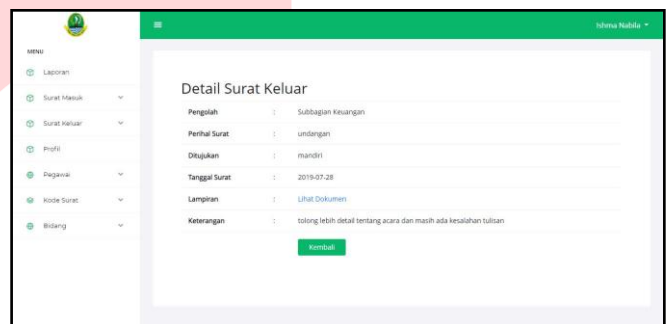 Ishma Nabila
MENU
Laporan
Surat Masuk
Surat Keluar
Profil
Pegawai
Kode Surat
Bidang
Detail Surat Keluar
Pengolah : Subbagian Keuangan
Perihal Surat : undangan
Ditujukan : mandiri
Tanggal Surat : 2019-07-28
Lampiran : Lihat Dokumen
Keterangan : tolong lebih detail tentang acara dan masih ada kesalahan tulisan
Kembali